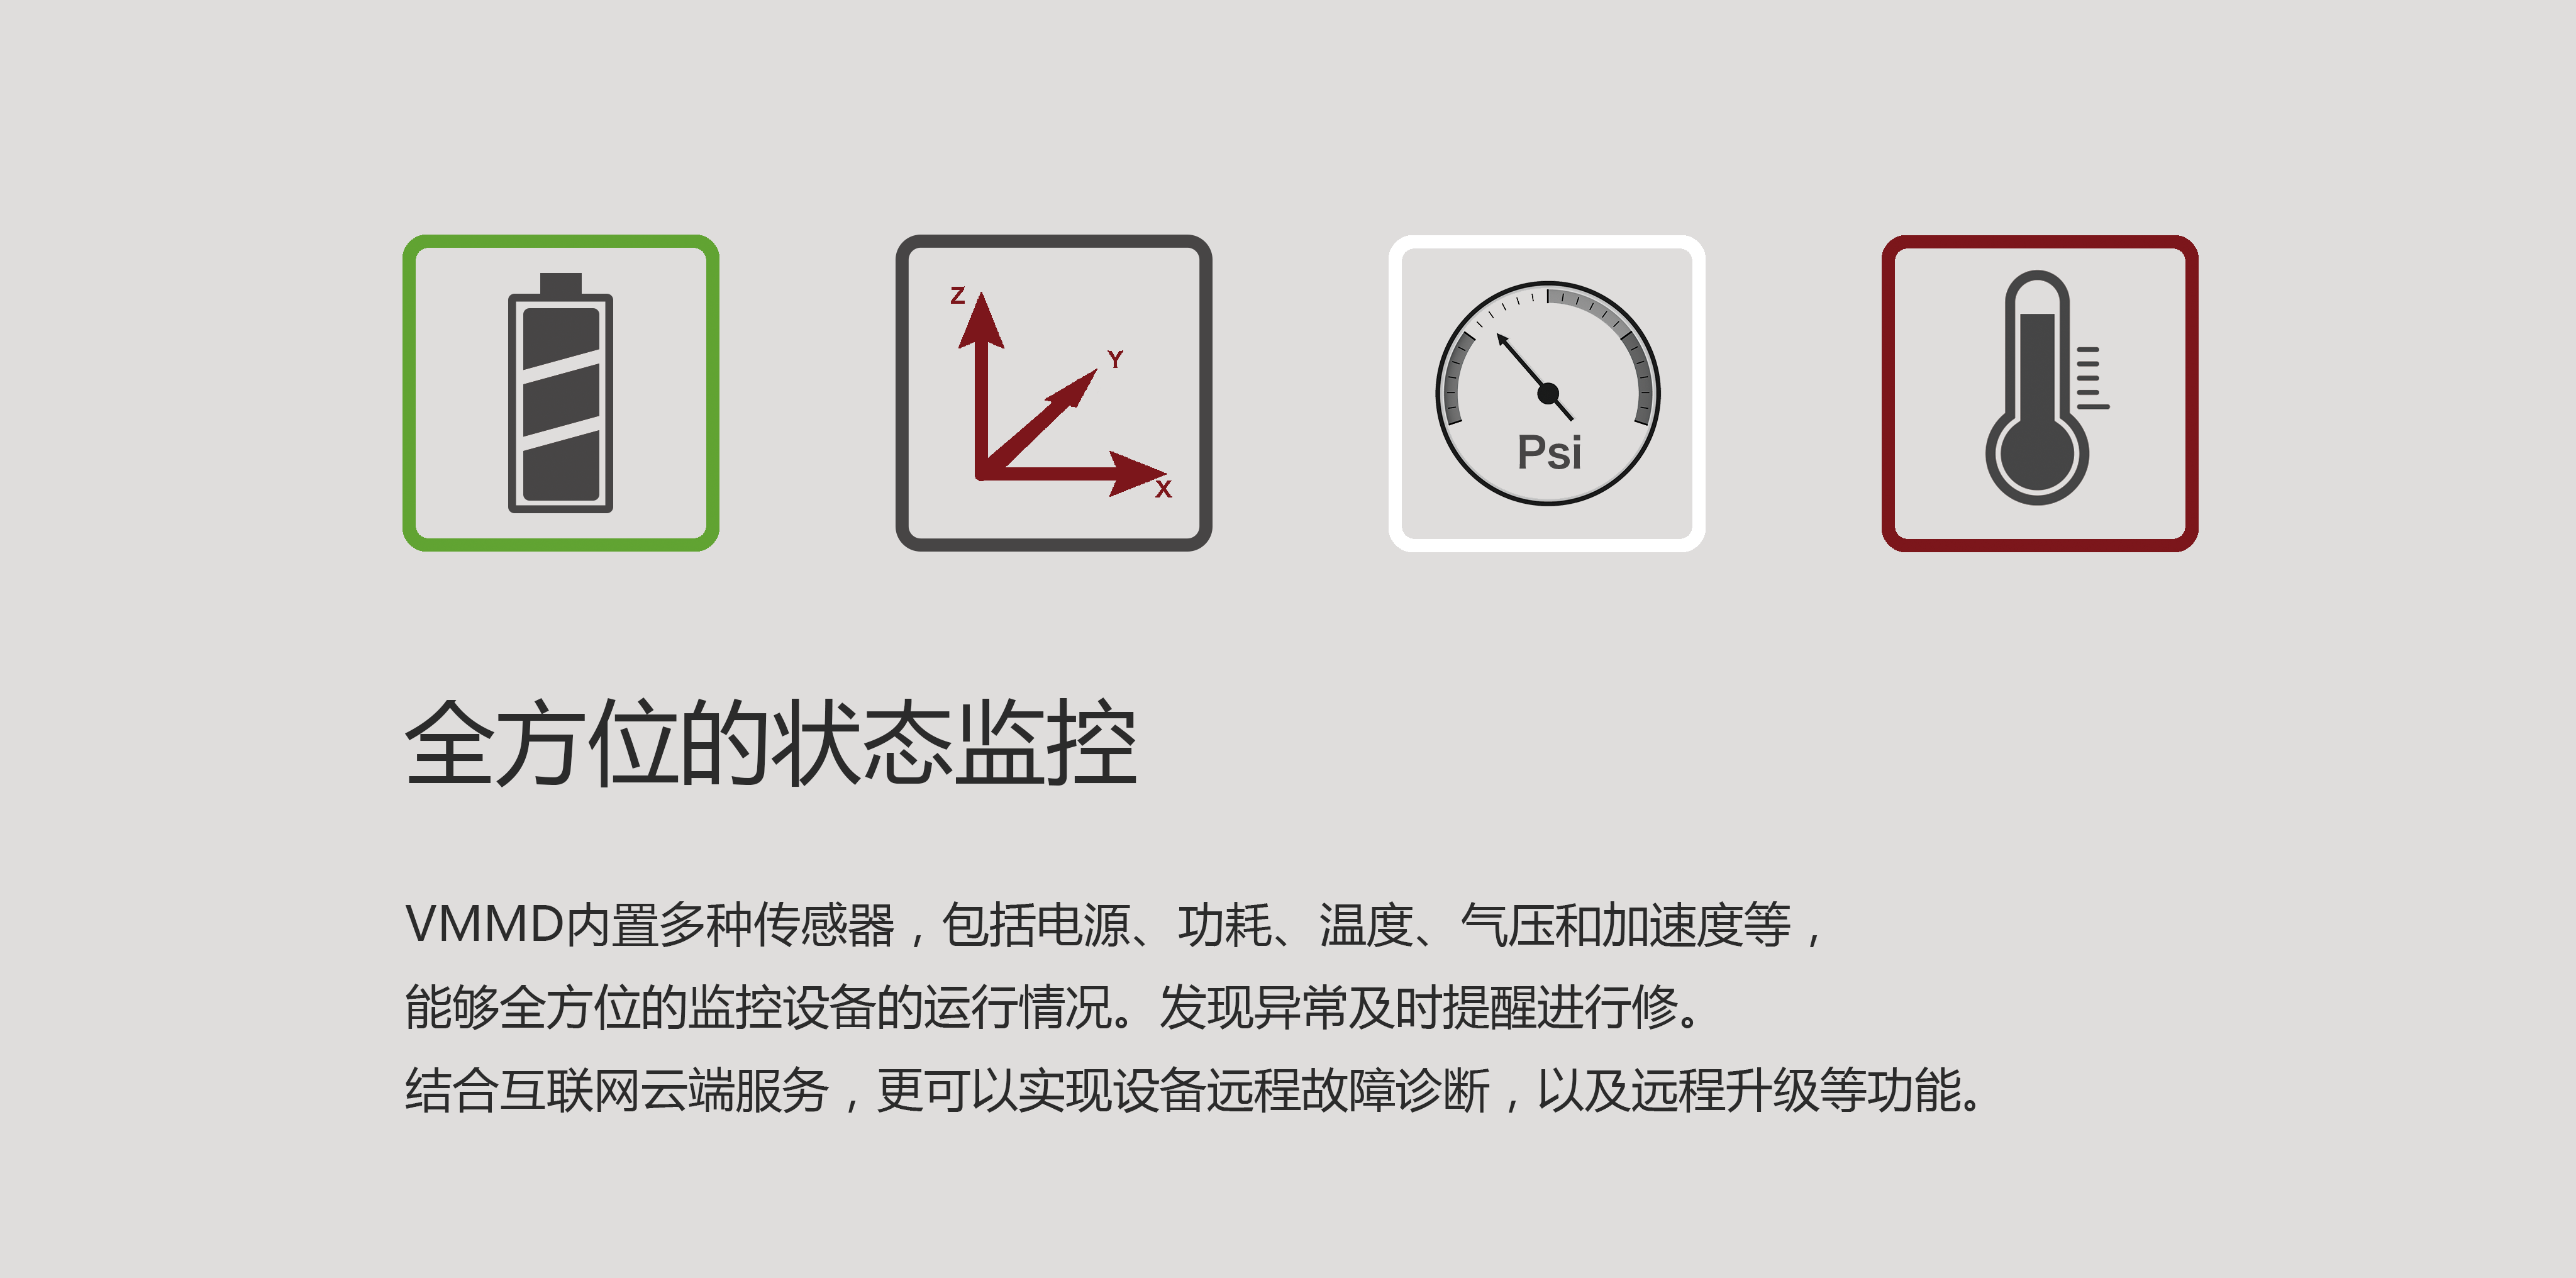 Z
Y
X
Psi
全方位的状态监控
VMMD内置多种传感器，包括电源、功耗、温度、气压和加速度等，
能够全方位的监控设备的运行情况。发现异常及时提醒进行修。
结合互联网云端服务，更可以实现设备远程故障诊断，以及远程升级等功能。